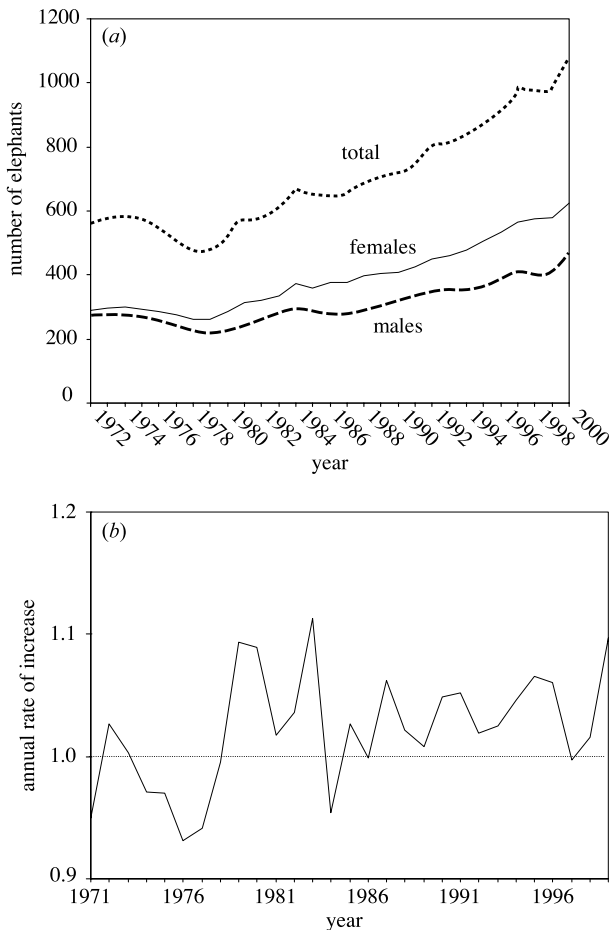 (a)
1200
1000
800
600
400
200
0
number of elephants
total
females
males
1972 1974 1976 1978 1980 1982 1984 1986 1988 1990 1992 1994 1996 1998 2000
year
(b)
1.2
1.1
1.0
0.9
annual rate of increase
1971 1976 1981 1986 1991 1996
year